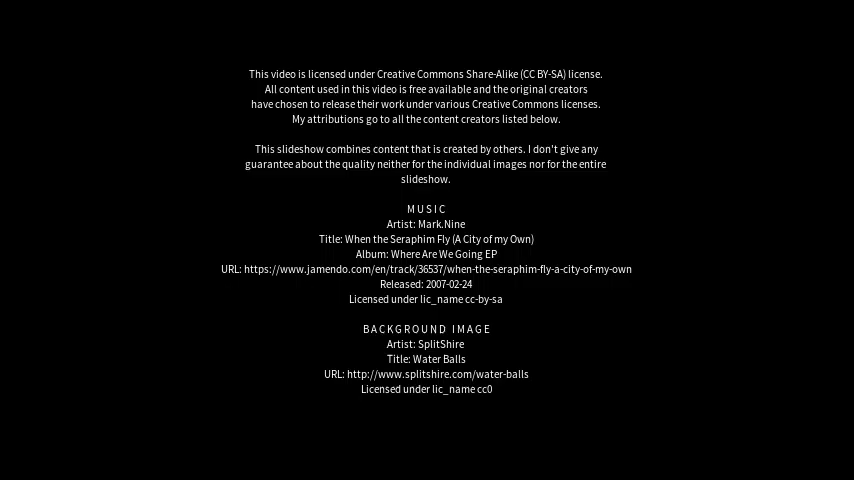 This video is licensed under Creative Commons Share-Alike (CC BY-SA) license.
All content used in this video is free available and the original creators
have chosen to release their work under various Creative Commons licenses.
My attributions go to all the content creators listed below.
This slideshow combines content that is created by others. I don't give any
guarantee about the quality neither for the individual images nor for the entire
slideshow.
MUSIC
Artist: Mark.Nine
Title: When the Seraphim Fly (A City of my Own)
Album: Where Are We Going EP
URL: https://www.jamendo.com/en/track/36537/when-the-seraphim-fly-a-city-of-my-own
Released: 2007-02-24
Licensed under lic_name cc-by-sa
BACKGROUND IMAGE
Artist: SplitShire
Title: Water Balls
URL: http://www.splitshire.com/water-balls
Licensed under lic_name cc0